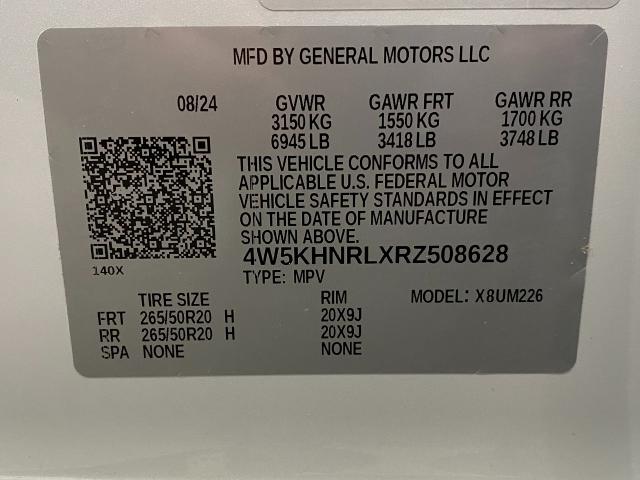 MFD BY GENERAL MOTORS LLC
08/24 GVWR GAWR FRT GAWR RR
3150 KG 1550 KG 1700 KG
6945 LB 3418 LB 3748 LB
THIS VEHICLE CONFORMS TO ALL
APPLICABLE U.S. FEDERAL MOTOR
VEHICLE SAFETY STANDARDS IN EFFECT
ON THE DATE OF MANUFACTURE
SHOWN ABOVE.
4W5KHNRLXRZ508628
140X
TYPE: MPV
TIRE SIZE RIM MODEL: X8UM226
FRT 265/50R20 H 20X9J
RR 265/50R20 H 20X9J
SPA NONE NONE